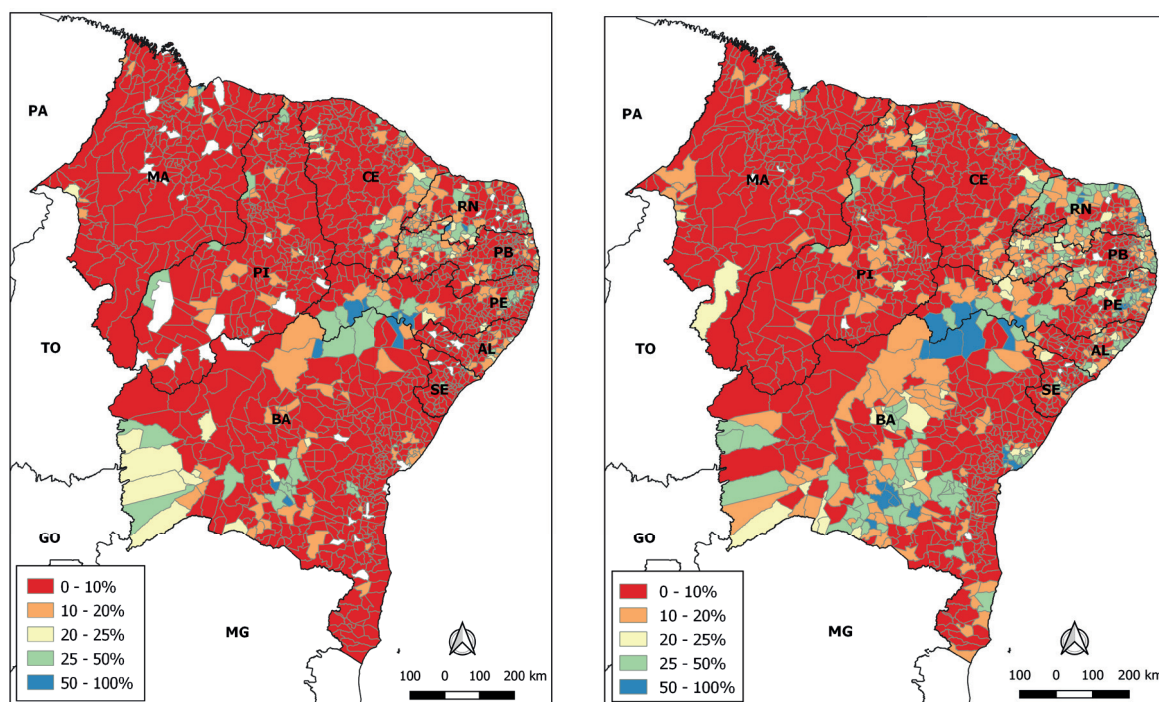 PA
MA
CE
RN
PB
PI
PE
TO
AL
SE
BA
GO
MG
0 - 10%
10 - 20%
20 - 25%
25 - 50%
50 - 100%
100 0 100 200 km
PA
MA
CE
RN
PB
PI
PE
TO
AL
SE
BA
GO
MG
0 - 10%
10 - 20%
20 - 25%
25 - 50%
50 - 100%
100 0 100 200 km